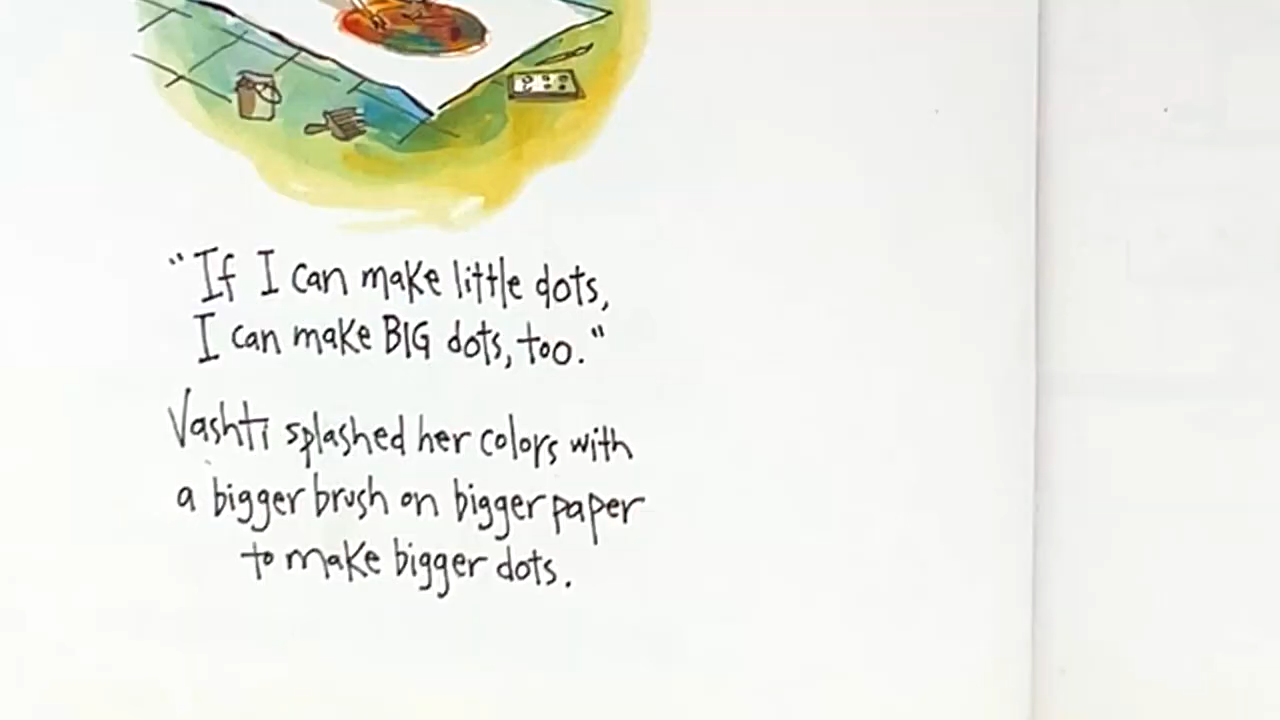 "If I can make little dots,
I can make BIG dots, too."
Vashti splashed her colors with
a bigger brush on bigger paper
to make bigger dots.